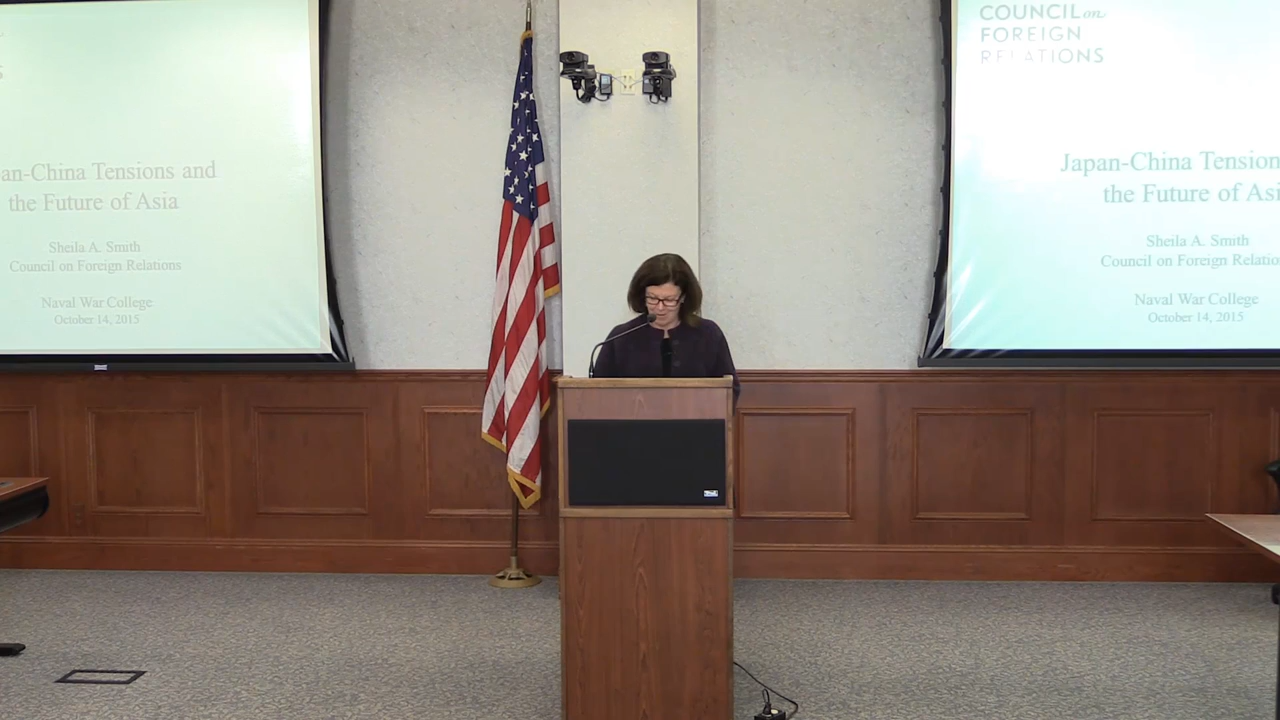 an-China Tensions and
the Future of Asia
Sheila A. Smith
Council on Foreign Relations
Naval War College
October 14, 2015
COUNCIL on
FOREIGN
RELATIONS
Japan-China Tension
the Future of Asi
Sheila A. Smith
Council on Foreign Relatio
Naval War College
October 14, 2015